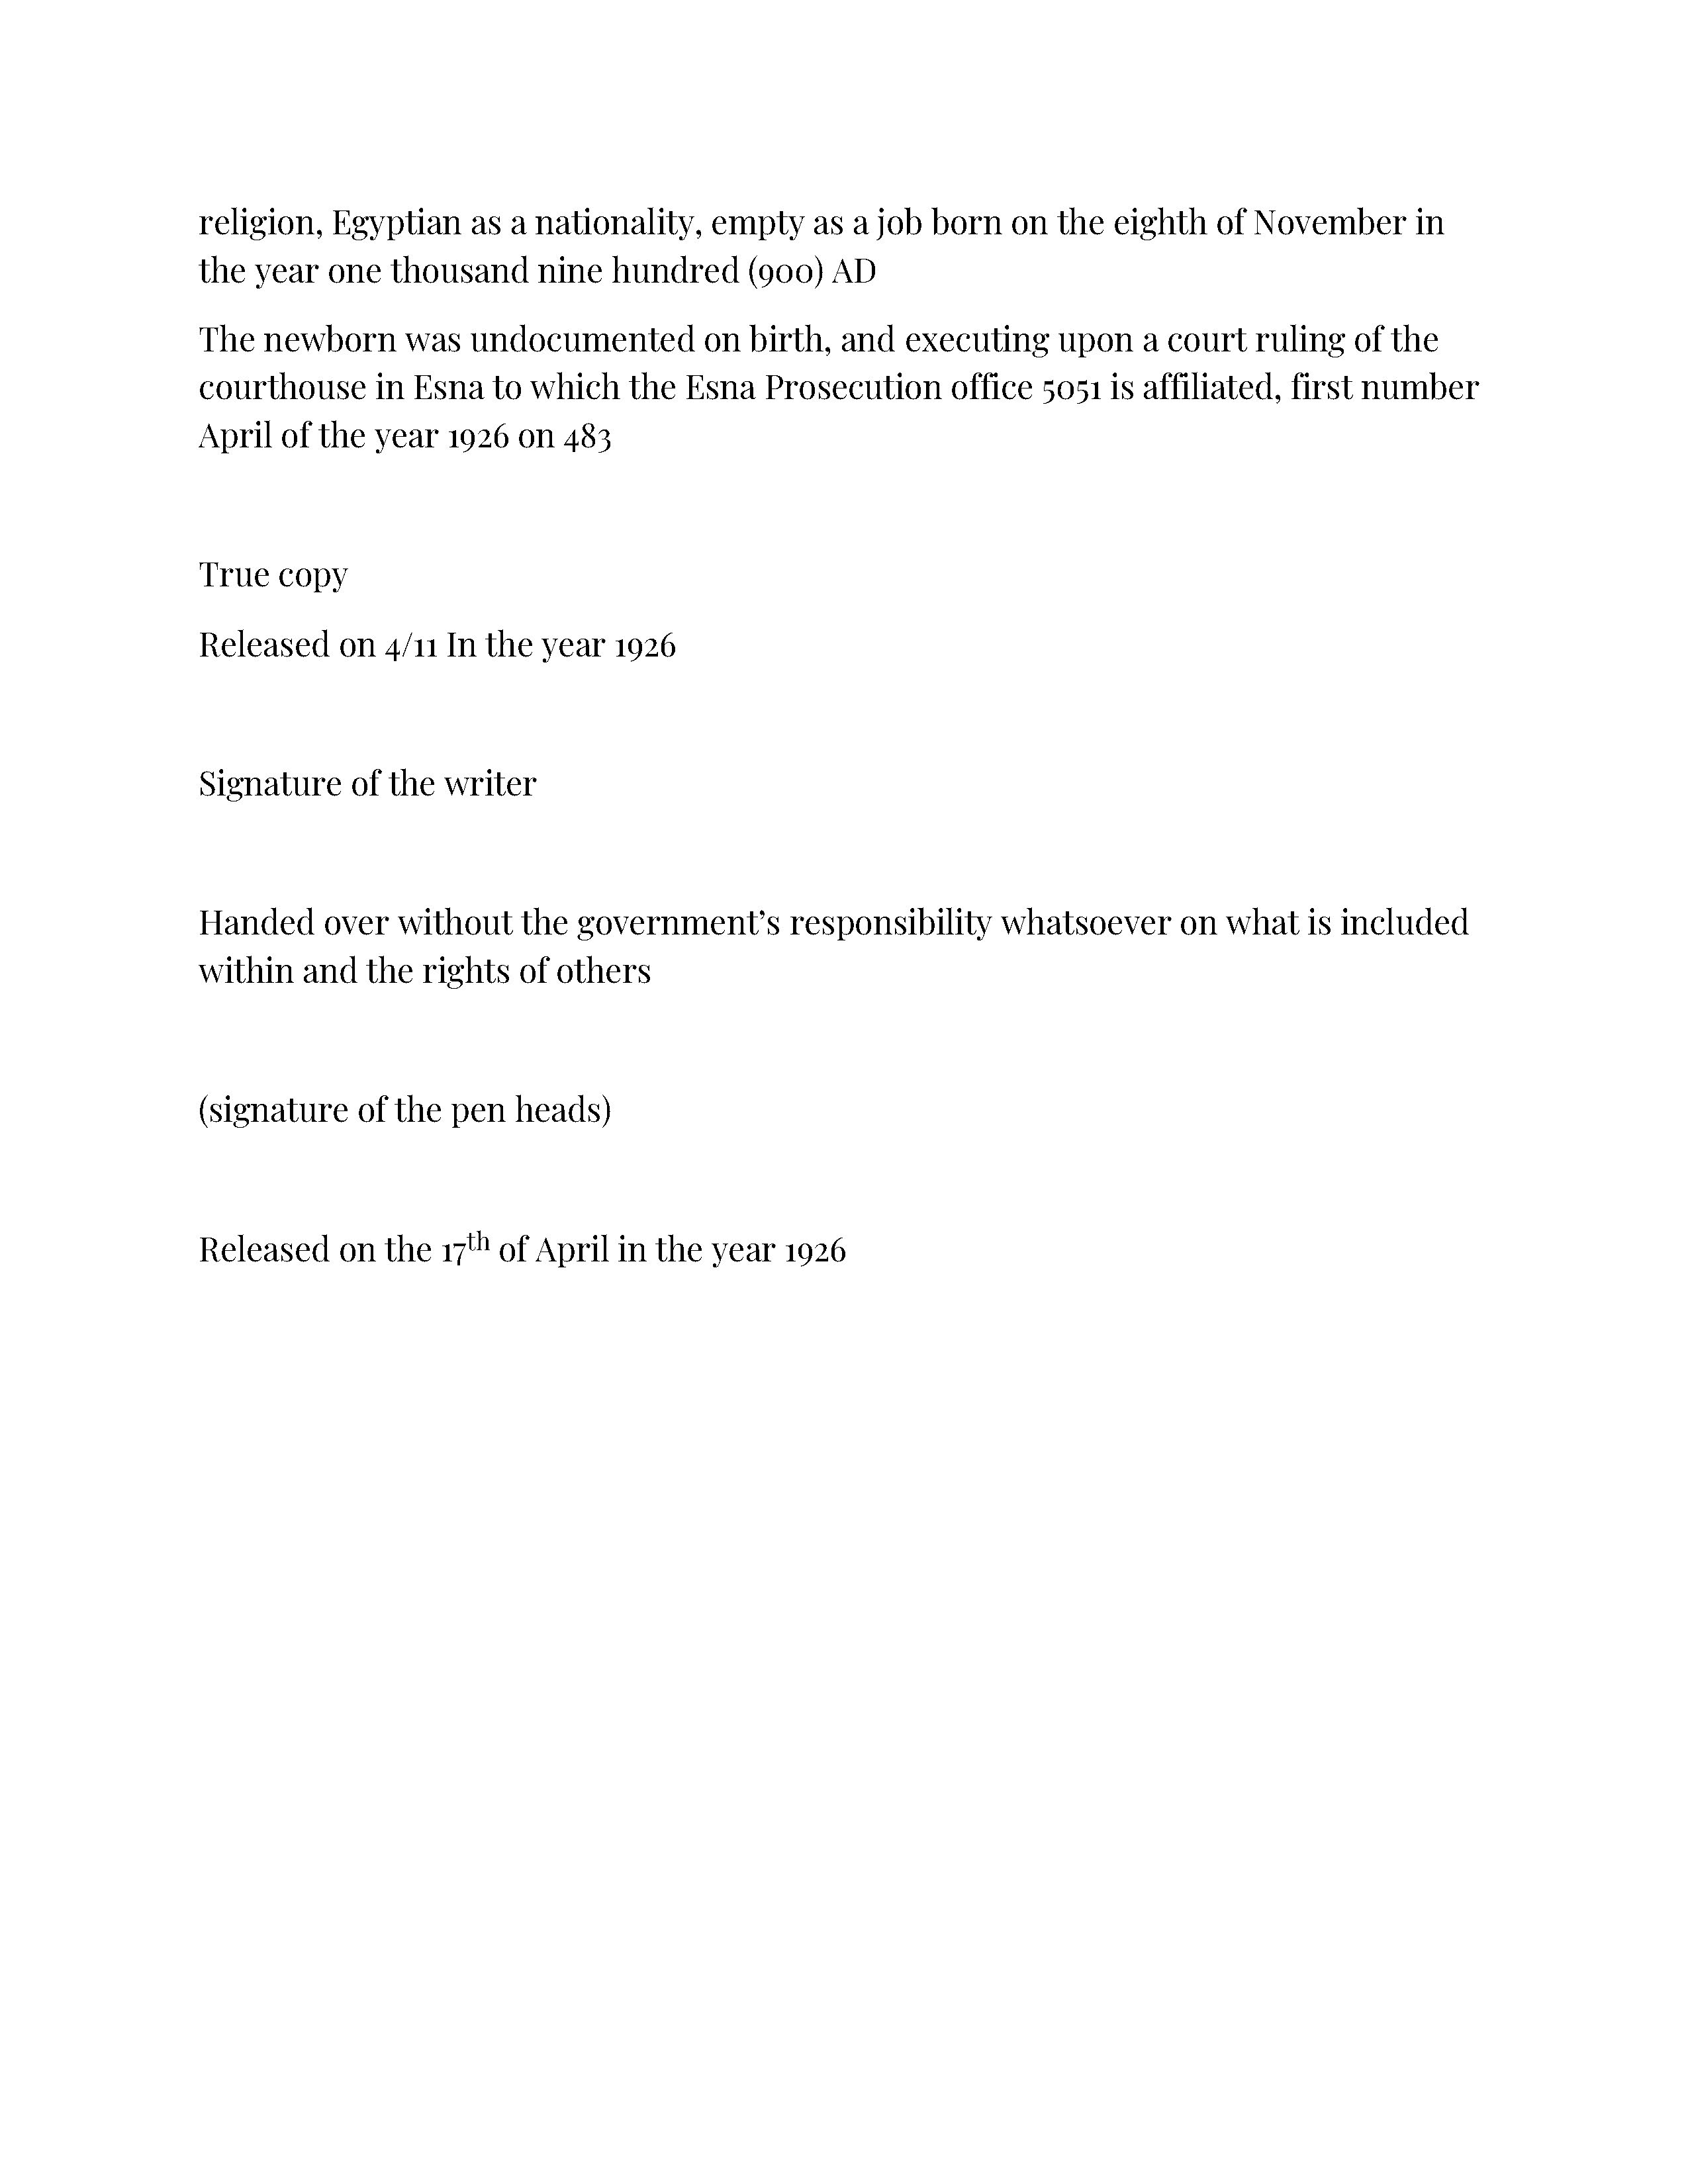 religion, Egyptian as a nationality, empty as a job born on the eighth of November in
the year one thousand nine hundred (900) AD
The newborn was undocumented on birth, and executing upon a court ruling of the
courthouse in Esna to which the Esna Prosecution office 5051 is affiliated, first number
April of the year 1926 on 483
True copy
Released on 4/11 In the year 1926
Signature of the writer
Handed over without the government’s responsibility whatsoever on what is included
within and the rights of others
(signature of the pen heads)
Released on the 17th of April in the year 1926